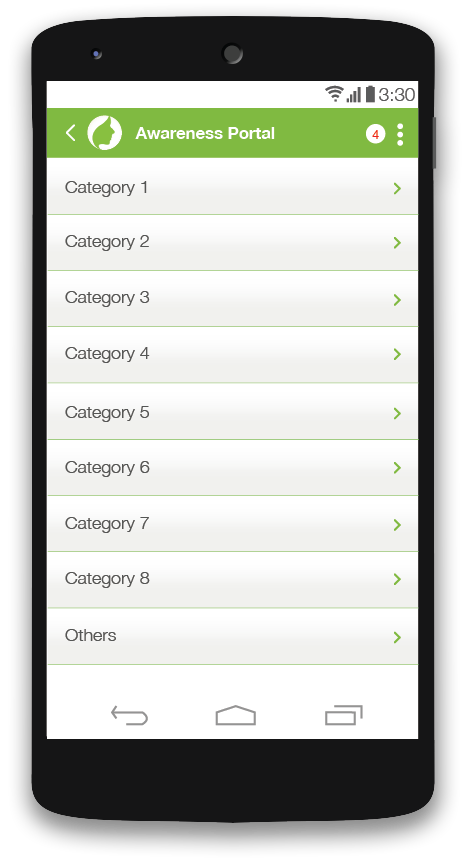 3:30
Awareness Portal 4
Category 1
Category 2
Category 3
Category 4
Category 5
Category 6
Category 7
Category 8
Others